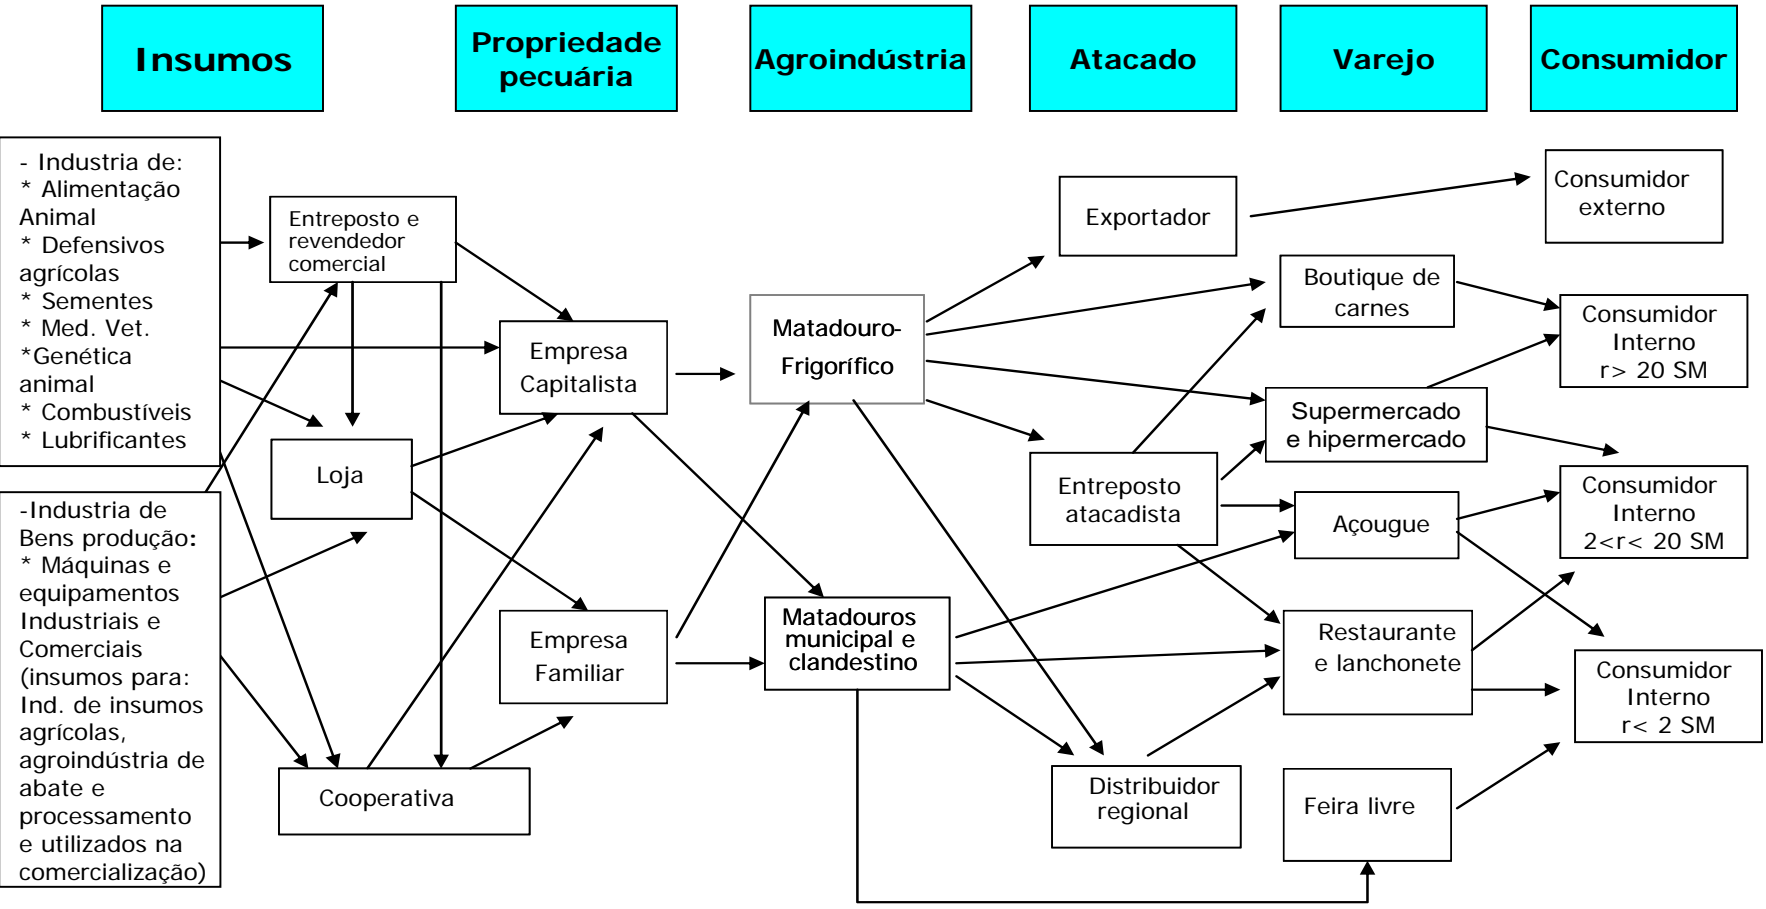 Insumos
Propriedade
pecuária
Agroindústria
Atacado
Varejo
Consumidor
- Industria de:
* Alimentação
Animal
* Defensivos
agrícolas
* Sementes
* Med. Vet.
*Genética
animal
* Combustíveis
* Lubrificantes
-Industria de
Bens produção:
* Máquinas e
equipamentos
Industriais e
Comerciais
(insumos para:
Ind. de insumos
agrícolas,
agroindústria de
abate e
processamento
e utilizados na
comercialização)
Entreposto e
revendedor
comercial
Loja
Cooperativa
Empresa
Capitalista
Empresa
Familiar
Matadouro-
Frigorífico
Matadouros
municipal e
clandestino
Exportador
Entreposto
atacadista
Distribuidor
regional
Boutique de
carnes
Supermercado
e hipermercado
Açougue
Restaurante
e lanchonete
Feira livre
Consumidor
externo
Consumidor
Interno
r> 20 SM
Consumidor
Interno
2<r< 20 SM
Consumidor
Interno
r< 2 SM